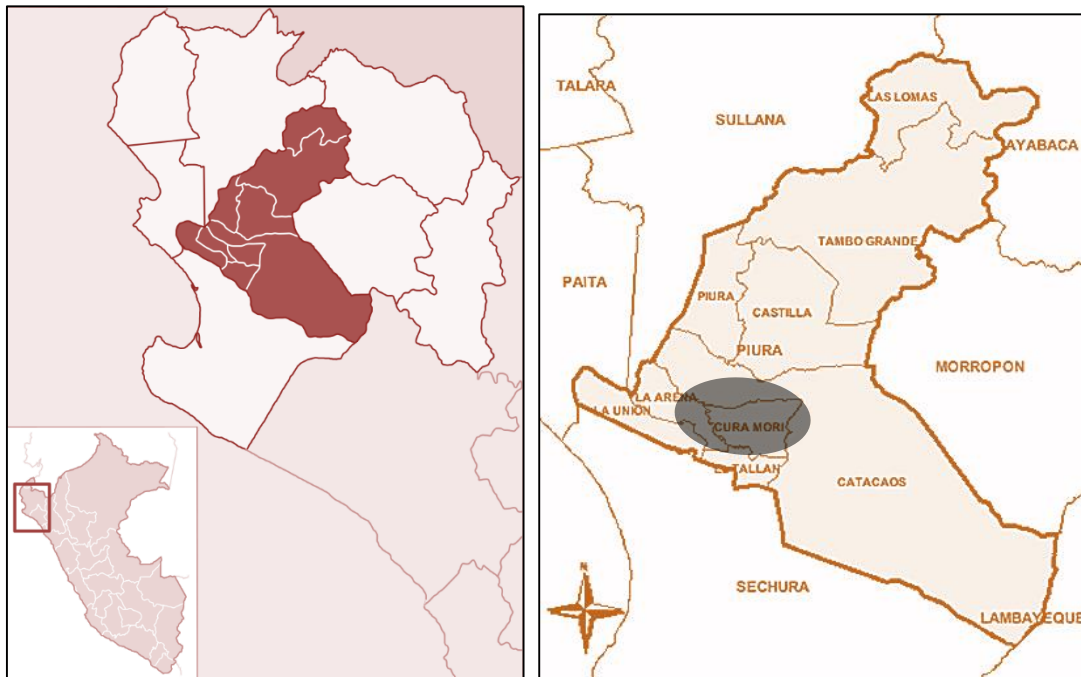 LAS LOMAS
TALARA
SULLANA
AYABACA
TAMBO GRANDE
PAITA
PIURA
CASTILLA
PIURA
MORROPON
LA ARENA
LA UNION
CURA MORI
EL TALLAN
CATACAOS
N
SECHURA
LAMBAYEQUE